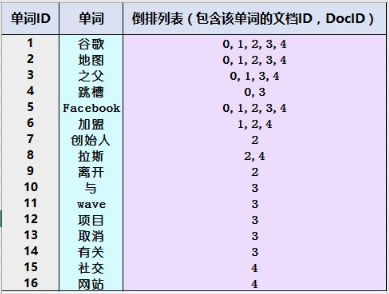 单词ID 单词 倒排列表（包含该单词的文档ID，DocID）
1 谷歌 0,1,2,3,4
2 地图 0,1,2,3,4
3 之父 0,1,3,4
4 跳槽 0,3
5 Facebook 0,1,2,3,4
6 加盟 1,2,4
7 创始人 2
8 拉斯 2,4
9 离开 2
10 与 3
11 wave 3
12 项目 3
13 取消 3
14 有关 3
15 社交 4
16 网站 4